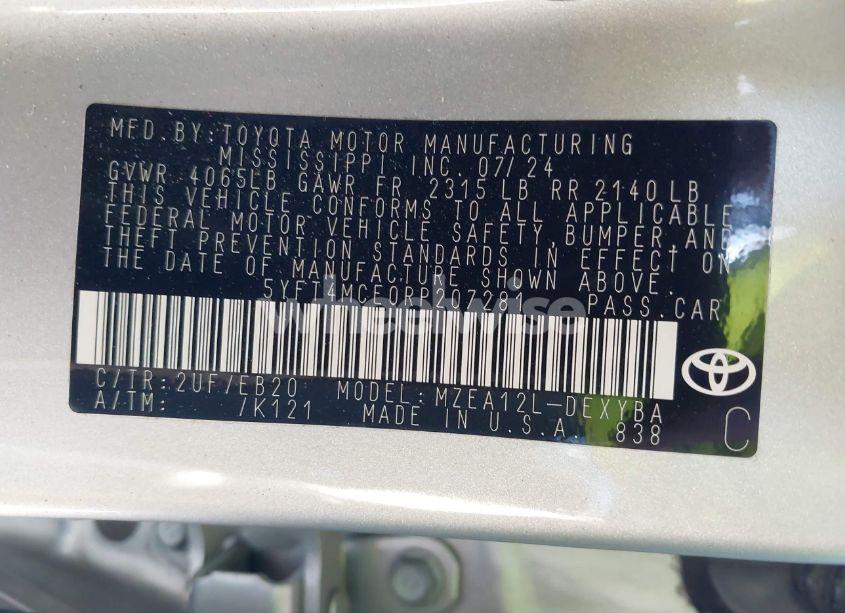 MFD.BY:TOYOTA MOTOR MANUFACTURING
MISSISSIPPI, INC. 07/24
GVWR 4065LB GAWR FR 2315 LB RR 2140 LB
THIS VEHICLE CONFORMS TO ALL APPLICABLE
FEDERAL MOTOR VEHICLE SAFETY,BUMPER,AND
THEFT PREVENTION STANDARDS IN EFFECT ON
THE DATE OF MANUFACTURE SHOWN ABOVE.
PASS.CAR
wheelwise
C/TR:2UF/EB20 MODEL:MZEA12L-DEXYBA
A/TM: /K121 MADE IN U.S.A. 838
C